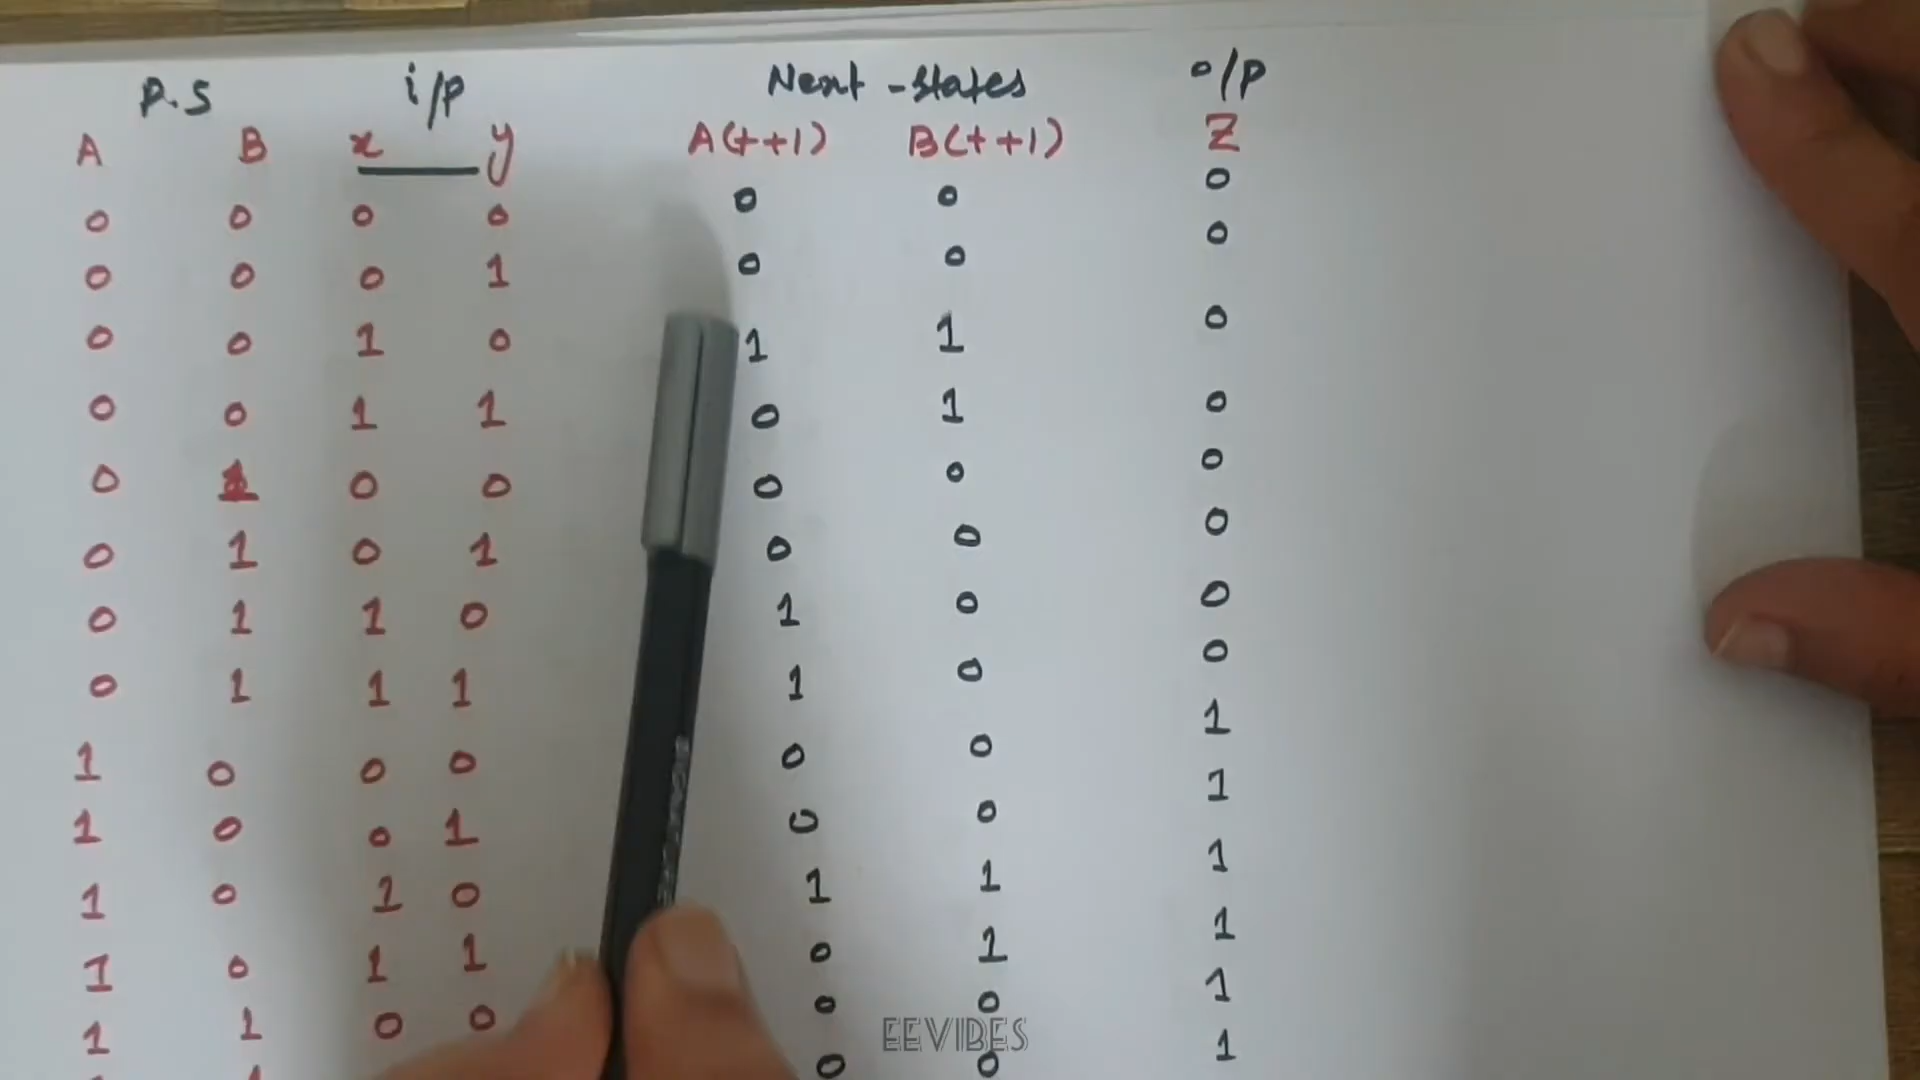 P.S i/p Next-states o/p
A B x y A(t+1) B(t+1) Z
0 0 0 0 0 0 0
0 0 0 1 0 0 0
0 0 1 0 1 1 0
0 0 1 1 0 1 0
0 1 0 0 0 0 0
0 1 0 1 0 0 0
0 1 1 0 1 0 0
0 1 1 1 1 0 0
1 0 0 0 0 0 1
1 0 0 1 0 0 1
1 0 1 0 1 1 1
1 0 1 1 0 1 1
1 1 0 0 0 0 1
0 0 1
EEVIBES